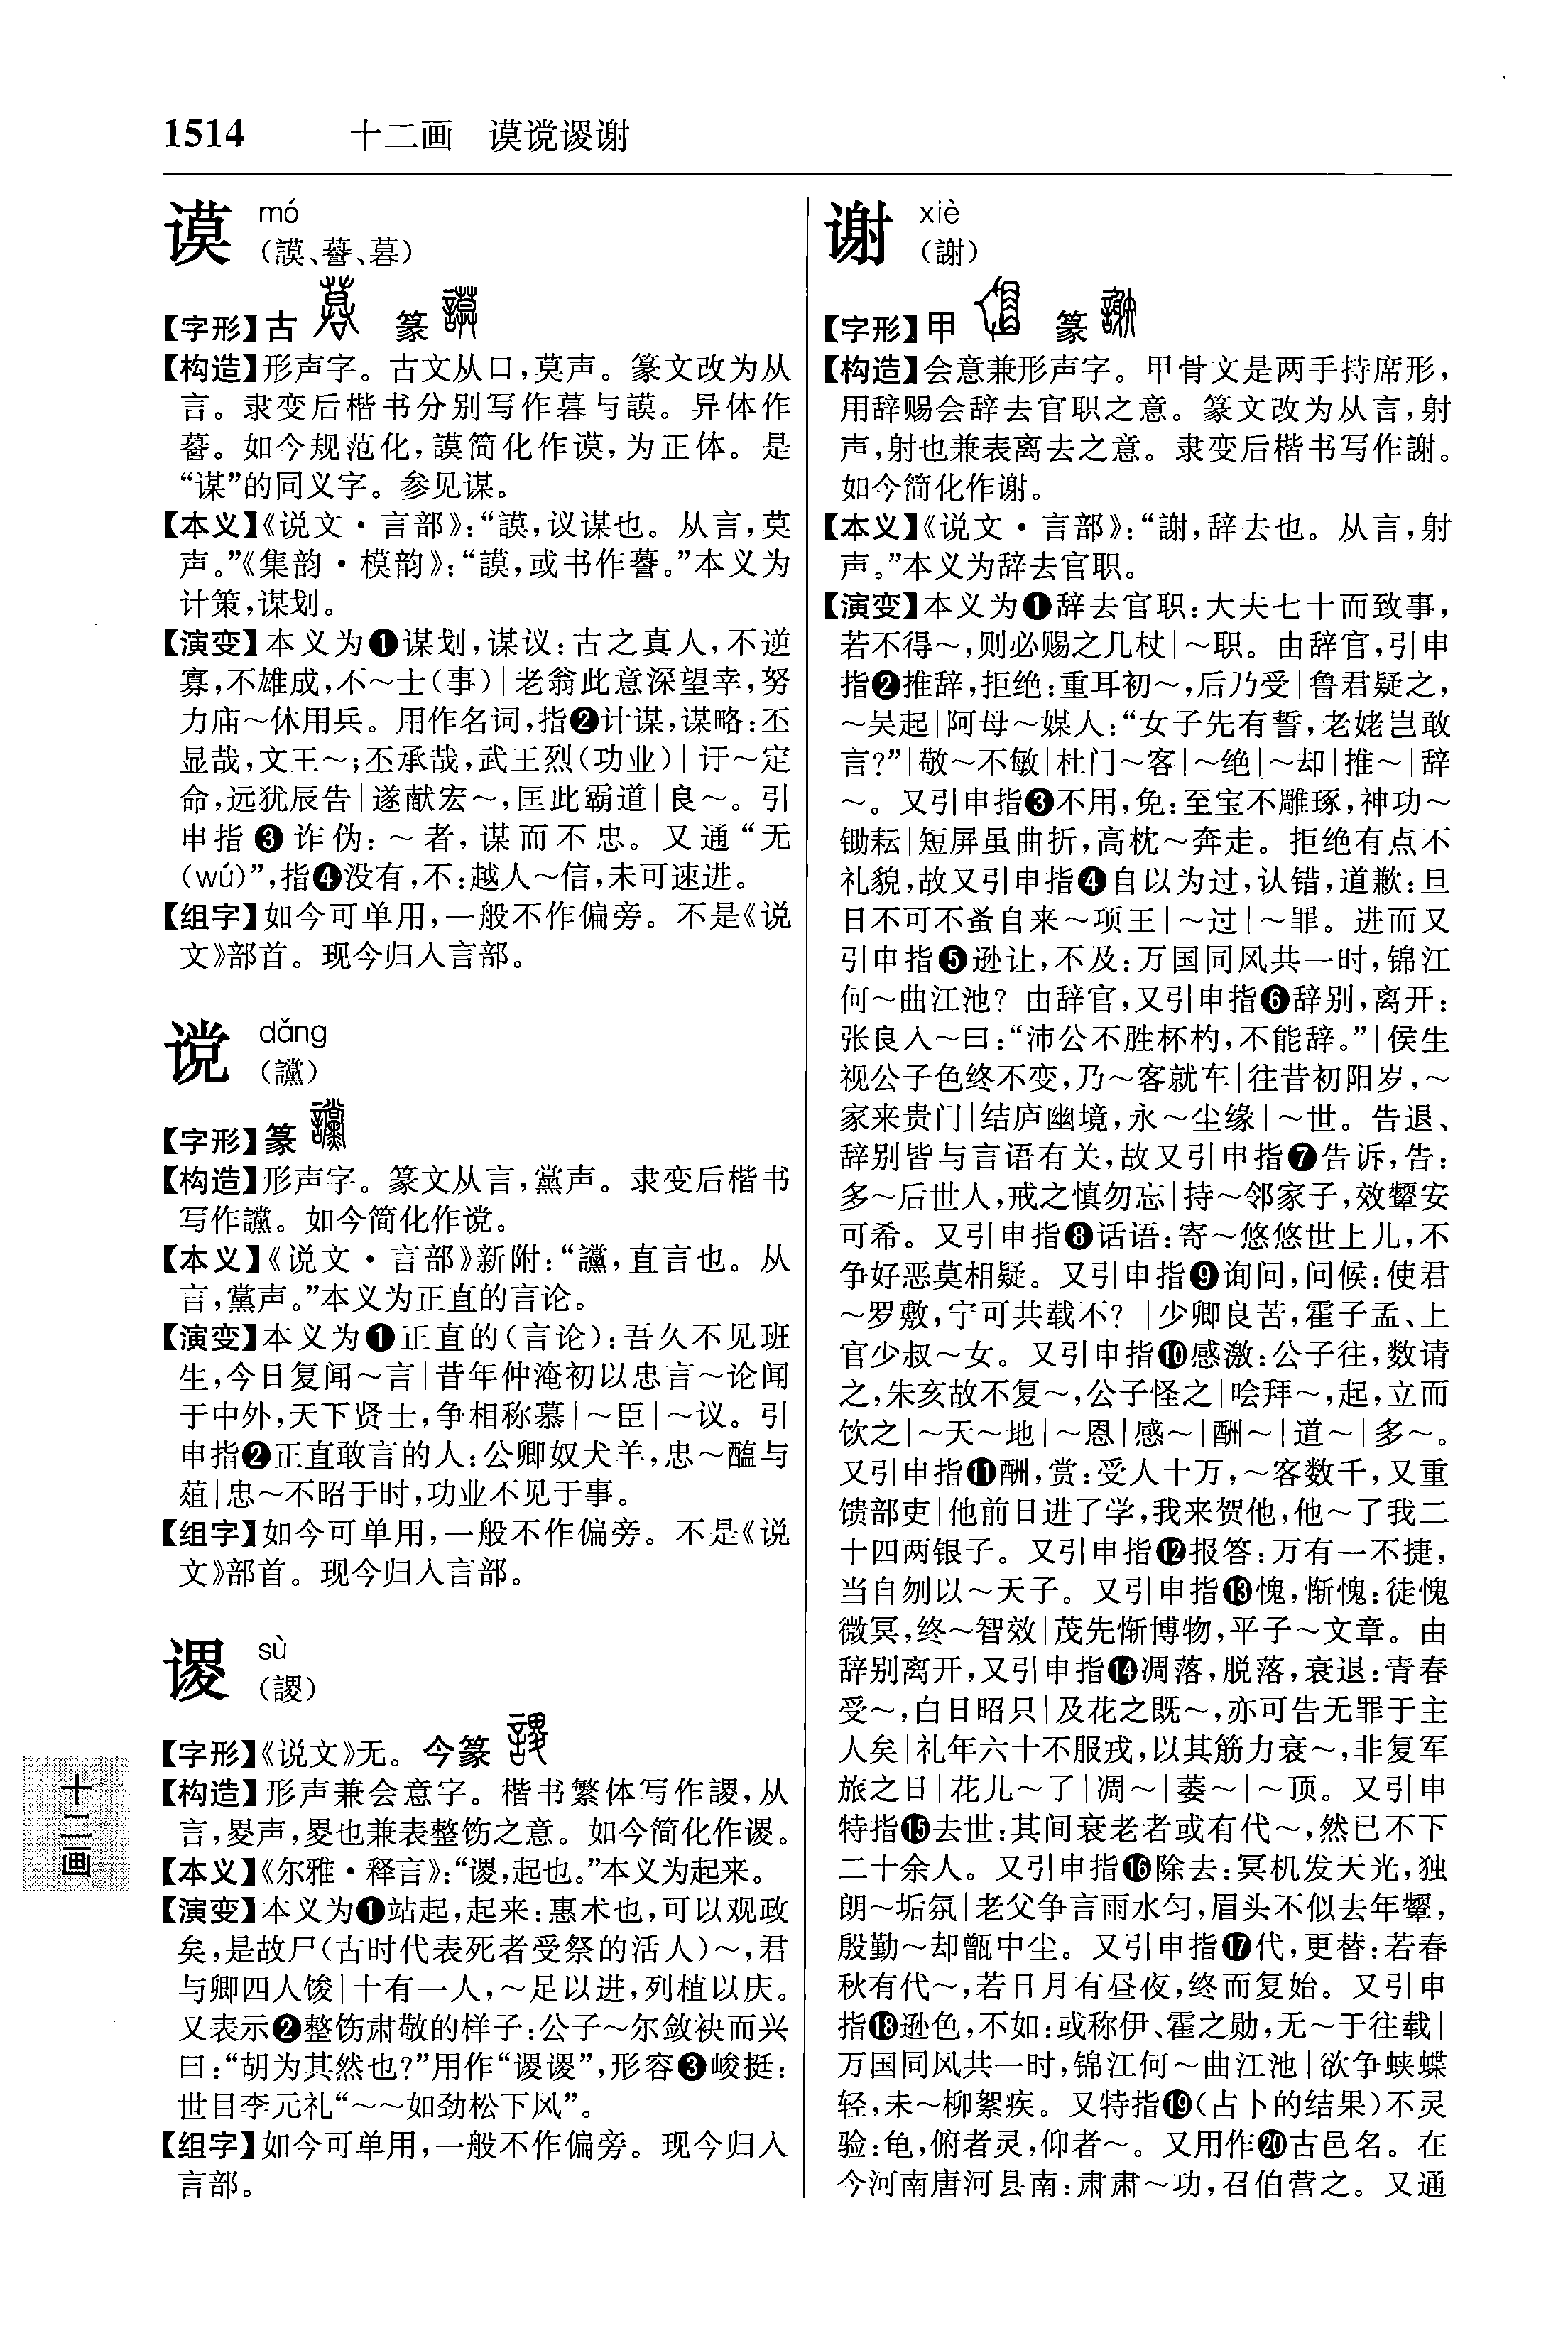 1514 十二画 谟谠谡谢
谟 mó
(謨、謩、暮)
【字形】古 篆
【构造】形声字。古文从口,莫声。篆文改为从
言。隶变后楷书分别写作暮与謨。异体作
謩。如今规范化,謨简化作谟,为正体。是
“谋”的同义字。参见谋。
【本义】《说文·言部》:“謨,议谋也。从言,莫
声。”《集韵·模韵》:“謨,或书作謩。”本义为
计策,谋划。
【演变】本义为❶谋划,谋议:古之真人,不逆
寡,不雄成,不～士(事)|老翁此意深望幸,努
力庙～休用兵。用作名词,指❷计谋,谋略:丕
显哉,文王～;丕承哉,武王烈(功业)|讦～定
命,远犹辰告|遂献宏～,匡此霸道|良～。引
申指❸诈伪:～者,谋而不忠。又通“无
(wú)”,指❹没有,不:越人～信,未可速进。
【组字】如今可单用,一般不作偏旁。不是《说
文》部首。现今归入言部。
谠 dǎng
(讜)
【字形】篆
【构造】形声字。篆文从言,黨声。隶变后楷书
写作讜。如今简化作谠。
【本义】《说文·言部》新附:“讜,直言也。从
言,黨声。”本义为正直的言论。
【演变】本义为❶正直的(言论):吾久不见班
生,今日复闻～言|昔年仲淹初以忠言～论闻
于中外,天下贤士,争相称慕|～臣|～议。引
申指❷正直敢言的人:公卿奴犬羊,忠～醢与
菹|忠～不昭于时,功业不见于事。
【组字】如今可单用,一般不作偏旁。不是《说
文》部首。现今归入言部。
谡 sù
(謖)
【字形】《说文》无。今篆
【构造】形声兼会意字。楷书繁体写作謖,从
言,畟声,畟也兼表整饬之意。如今简化作谡。
【本义】《尔雅·释言》:“谡,起也。”本义为起来。
【演变】本义为❶站起,起来:惠术也,可以观政
矣,是故尸(古时代表死者受祭的活人)～,君
与卿四人馂|十有一人,～足以进,列植以庆。
又表示❷整饬肃敬的样子:公子～尔敛袂而兴
曰:“胡为其然也?”用作“谡谡”,形容❸峻挺:
世目李元礼“～～如劲松下风”。
【组字】如今可单用,一般不作偏旁。现今归入
言部。
十二画
谢 xiè
(謝)
【字形】甲 篆
【构造】会意兼形声字。甲骨文是两手持席形,
用辞赐会辞去官职之意。篆文改为从言,射
声,射也兼表离去之意。隶变后楷书写作謝。
如今简化作谢。
【本义】《说文·言部》:“謝,辞去也。从言,射
声。”本义为辞去官职。
【演变】本义为❶辞去官职:大夫七十而致事,
若不得～,则必赐之几杖|～职。由辞官,引申
指❷推辞,拒绝:重耳初～,后乃受|鲁君疑之,
～吴起|阿母～媒人:“女子先有誓,老姥岂敢
言?”|敬～不敏|杜门～客|～绝|～却|推～|辞
～。又引申指❸不用,免:至宝不雕琢,神功～
锄耘|短屏虽曲折,高枕～奔走。拒绝有点不
礼貌,故又引申指❹自以为过,认错,道歉:旦
日不可不蚤自来～项王|～过|～罪。进而又
引申指❺逊让,不及:万国同风共一时,锦江
何～曲江池?由辞官,又引申指❻辞别,离开:
张良入～曰:“沛公不胜杯杓,不能辞。”|侯生
视公子色终不变,乃～客就车|往昔初阳岁,～
家来贵门|结庐幽境,永～尘缘|～世。告退、
辞别皆与言语有关,故又引申指❼告诉,告:
多～后世人,戒之慎勿忘|持～邻家子,效颦安
可希。又引申指❽话语:寄～悠悠世上儿,不
争好恶莫相疑。又引申指❾询问,问候:使君
～罗敷,宁可共载不?|少卿良苦,霍子孟、上
官少叔～女。又引申指❿感激:公子往,数请
之,朱亥故不复～,公子怪之|哙拜～,起,立而
饮之|～天～地|～恩|感～|酬～|道～|多～。
又引申指⓫酬,赏:受人十万,～客数千,又重
馈部吏|他前日进了学,我来贺他,他～了我二
十四两银子。又引申指⓬报答:万有一不捷,
当自刎以～天子。又引申指⓭愧,惭愧:徒愧
微冥,终～智效|茂先惭博物,平子～文章。由
辞别离开,又引申指⓮凋落,脱落,衰退:青春
受～,白日昭只|及花之既～,亦可告无罪于主
人矣|礼年六十不服戎,以其筋力衰～,非复军
旅之日|花儿～了|凋～|萎～|～顶。又引申
特指⓯去世:其间衰老者或有代～,然已不下
二十余人。又引申指⓰除去:冥机发天光,独
朗～垢氛|老父争言雨水匀,眉头不似去年颦,
殷勤～却甑中尘。又引申指⓱代,更替:若春
秋有代～,若日月有昼夜,终而复始。又引申
指⓲逊色,不如:或称伊、霍之勋,无～于往载|
万国同风共一时,锦江何～曲江池|欲争蛱蝶
轻,未～柳絮疾。又特指⓳(占卜的结果)不灵
验:龟,俯者灵,仰者～。又用作⓴古邑名。在
今河南唐河县南:肃肃～功,召伯营之。又通